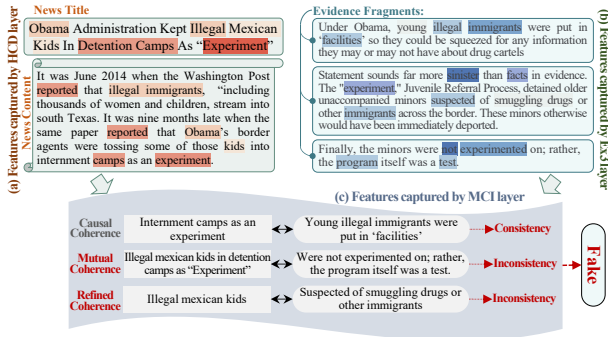 News Title
Obama Administration Kept Illegal Mexican
Kids In Detention Camps As “Experiment”
(a) Features captured by HCD layer
News Content
It was June 2014 when the Washington Post
reported that illegal immigrants, “including
thousands of women and children, stream into
south Texas. It was nine months late when the
same paper reported that Obama’s border
agents were tossing some of those kids into
internment camps as an experiment.
Evidence Fragments:
Under Obama, young illegal immigrants were put in
‘facilities’ so they could be squeezed for any information
they may or may not have about drug cartels
Statement sounds far more sinister than facts in evidence.
The "experiment," Juvenile Referral Process, detained older
unaccompanied minors suspected of smuggling drugs or
other immigrants across the border. These minors otherwise
would have been immediately deported.
Finally, the minors were not experimented on; rather,
the program itself was a test.
(b) Features captured by Ex3 layer
(c) Features captured by MCI layer
Causal
Coherence
Internment camps as an
experiment
Young illegal immigrants were
put in ‘facilities’
Consistency
Mutual
Coherence
Illegal mexican kids in detention
camps as “Experiment”
Were not experimented on; rather,
the program itself was a test.
Inconsistency
Refined
Coherence
Illegal mexican kids
Suspected of smuggling drugs or
other immigrants
Inconsistency
Fake